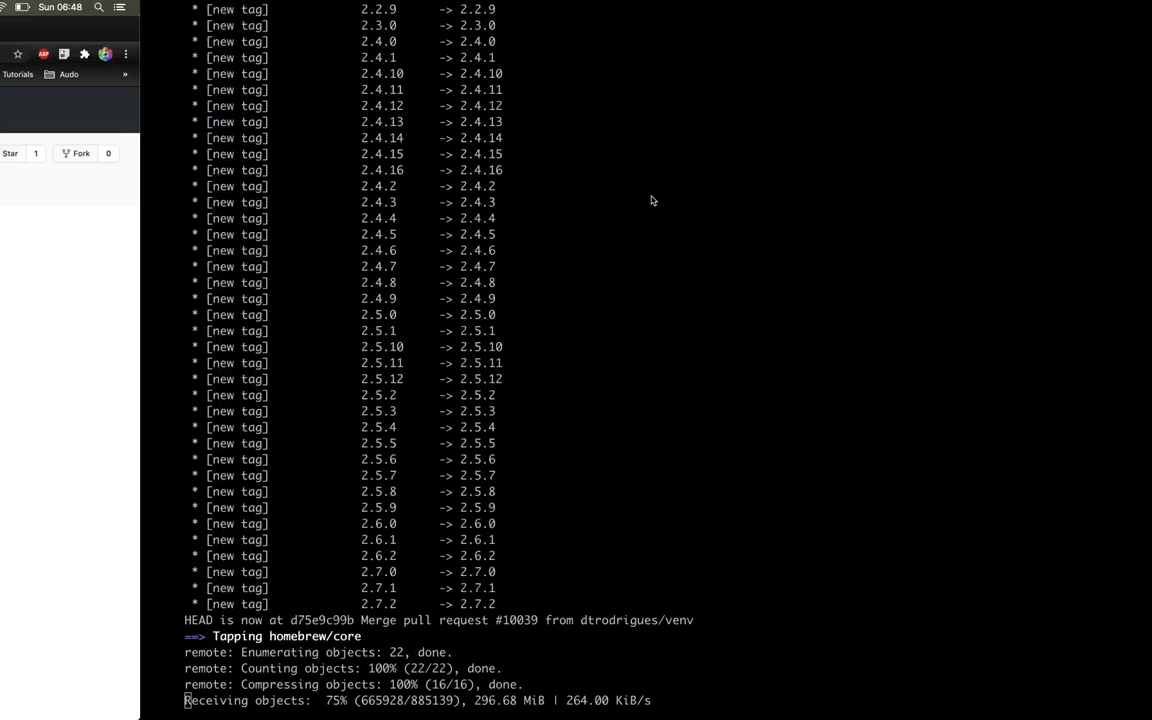 Sun 06:48
ABP
Tutorials Audo »
Star 1 Fork 0
* [new tag] 2.2.9 -> 2.2.9
* [new tag] 2.3.0 -> 2.3.0
* [new tag] 2.4.0 -> 2.4.0
* [new tag] 2.4.1 -> 2.4.1
* [new tag] 2.4.10 -> 2.4.10
* [new tag] 2.4.11 -> 2.4.11
* [new tag] 2.4.12 -> 2.4.12
* [new tag] 2.4.13 -> 2.4.13
* [new tag] 2.4.14 -> 2.4.14
* [new tag] 2.4.15 -> 2.4.15
* [new tag] 2.4.16 -> 2.4.16
* [new tag] 2.4.2 -> 2.4.2
* [new tag] 2.4.3 -> 2.4.3
* [new tag] 2.4.4 -> 2.4.4
* [new tag] 2.4.5 -> 2.4.5
* [new tag] 2.4.6 -> 2.4.6
* [new tag] 2.4.7 -> 2.4.7
* [new tag] 2.4.8 -> 2.4.8
* [new tag] 2.4.9 -> 2.4.9
* [new tag] 2.5.0 -> 2.5.0
* [new tag] 2.5.1 -> 2.5.1
* [new tag] 2.5.10 -> 2.5.10
* [new tag] 2.5.11 -> 2.5.11
* [new tag] 2.5.12 -> 2.5.12
* [new tag] 2.5.2 -> 2.5.2
* [new tag] 2.5.3 -> 2.5.3
* [new tag] 2.5.4 -> 2.5.4
* [new tag] 2.5.5 -> 2.5.5
* [new tag] 2.5.6 -> 2.5.6
* [new tag] 2.5.7 -> 2.5.7
* [new tag] 2.5.8 -> 2.5.8
* [new tag] 2.5.9 -> 2.5.9
* [new tag] 2.6.0 -> 2.6.0
* [new tag] 2.6.1 -> 2.6.1
* [new tag] 2.6.2 -> 2.6.2
* [new tag] 2.7.0 -> 2.7.0
* [new tag] 2.7.1 -> 2.7.1
* [new tag] 2.7.2 -> 2.7.2
HEAD is now at d75e9c99b Merge pull request #10039 from dtrodrigues/venv
==> Tapping homebrew/core
remote: Enumerating objects: 22, done.
remote: Counting objects: 100% (22/22), done.
remote: Compressing objects: 100% (16/16), done.
Receiving objects: 75% (665928/885139), 296.68 MiB | 264.00 KiB/s